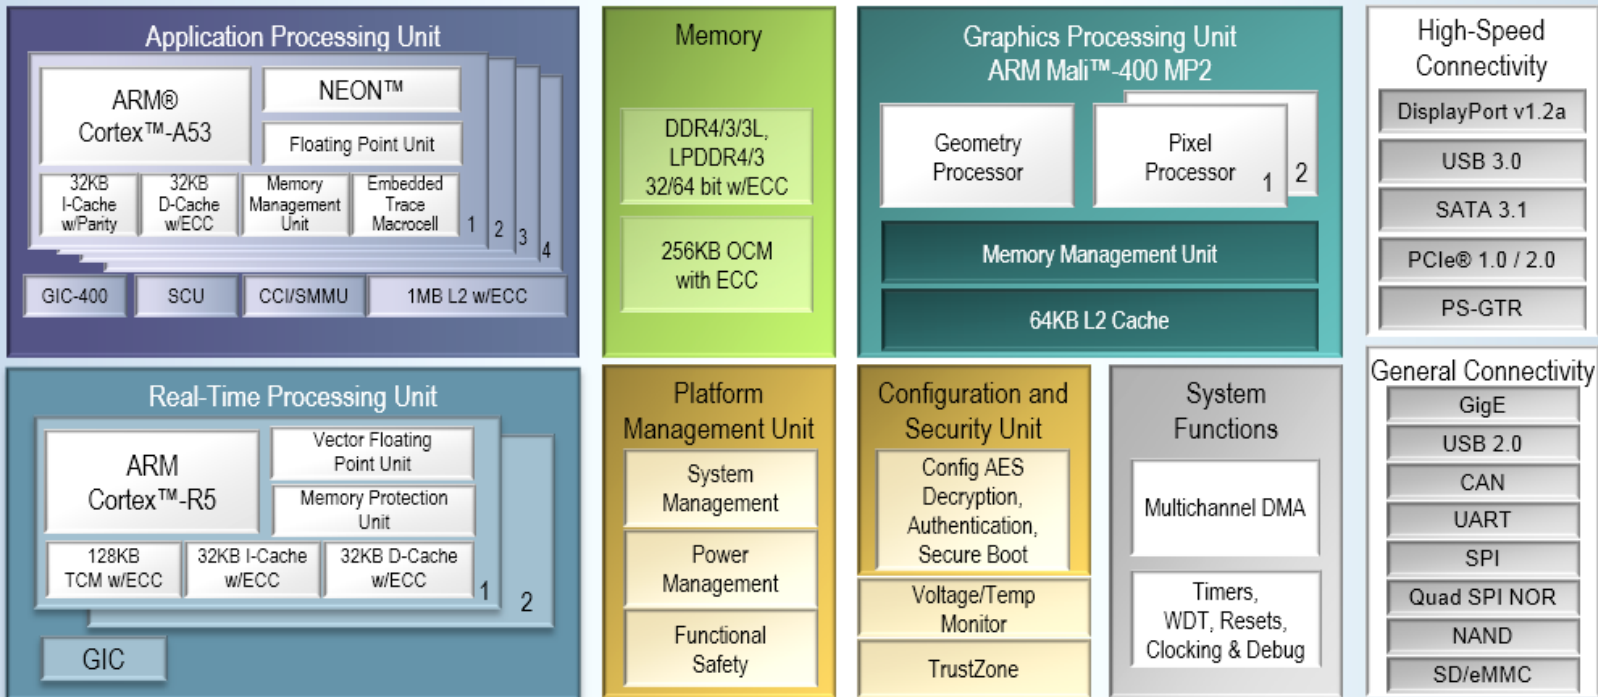 Application Processing Unit
ARM®
Cortex™-A53
NEON™
Floating Point Unit
32KB
I-Cache
w/Parity
32KB
D-Cache
w/ECC
Memory
Management
Unit
Embedded
Trace
Macrocell
1
2
3
4
GIC-400
SCU
CCI/SMMU
1MB L2 w/ECC
Memory
DDR4/3/3L,
LPDDR4/3
32/64 bit w/ECC
256KB OCM
with ECC
Graphics Processing Unit
ARM Mali™-400 MP2
Geometry
Processor
Pixel
Processor
1
2
Memory Management Unit
64KB L2 Cache
High-Speed
Connectivity
DisplayPort v1.2a
USB 3.0
SATA 3.1
PCIe® 1.0 / 2.0
PS-GTR
Real-Time Processing Unit
ARM
Cortex™-R5
Vector Floating
Point Unit
Memory Protection
Unit
128KB
TCM w/ECC
32KB I-Cache
w/ECC
32KB D-Cache
w/ECC
1
2
GIC
Platform
Management Unit
System
Management
Power
Management
Functional
Safety
Configuration and
Security Unit
Config AES
Decryption,
Authentication,
Secure Boot
Voltage/Temp
Monitor
TrustZone
System
Functions
Multichannel DMA
Timers,
WDT, Resets,
Clocking & Debug
General Connectivity
GigE
USB 2.0
CAN
UART
SPI
Quad SPI NOR
NAND
SD/eMMC